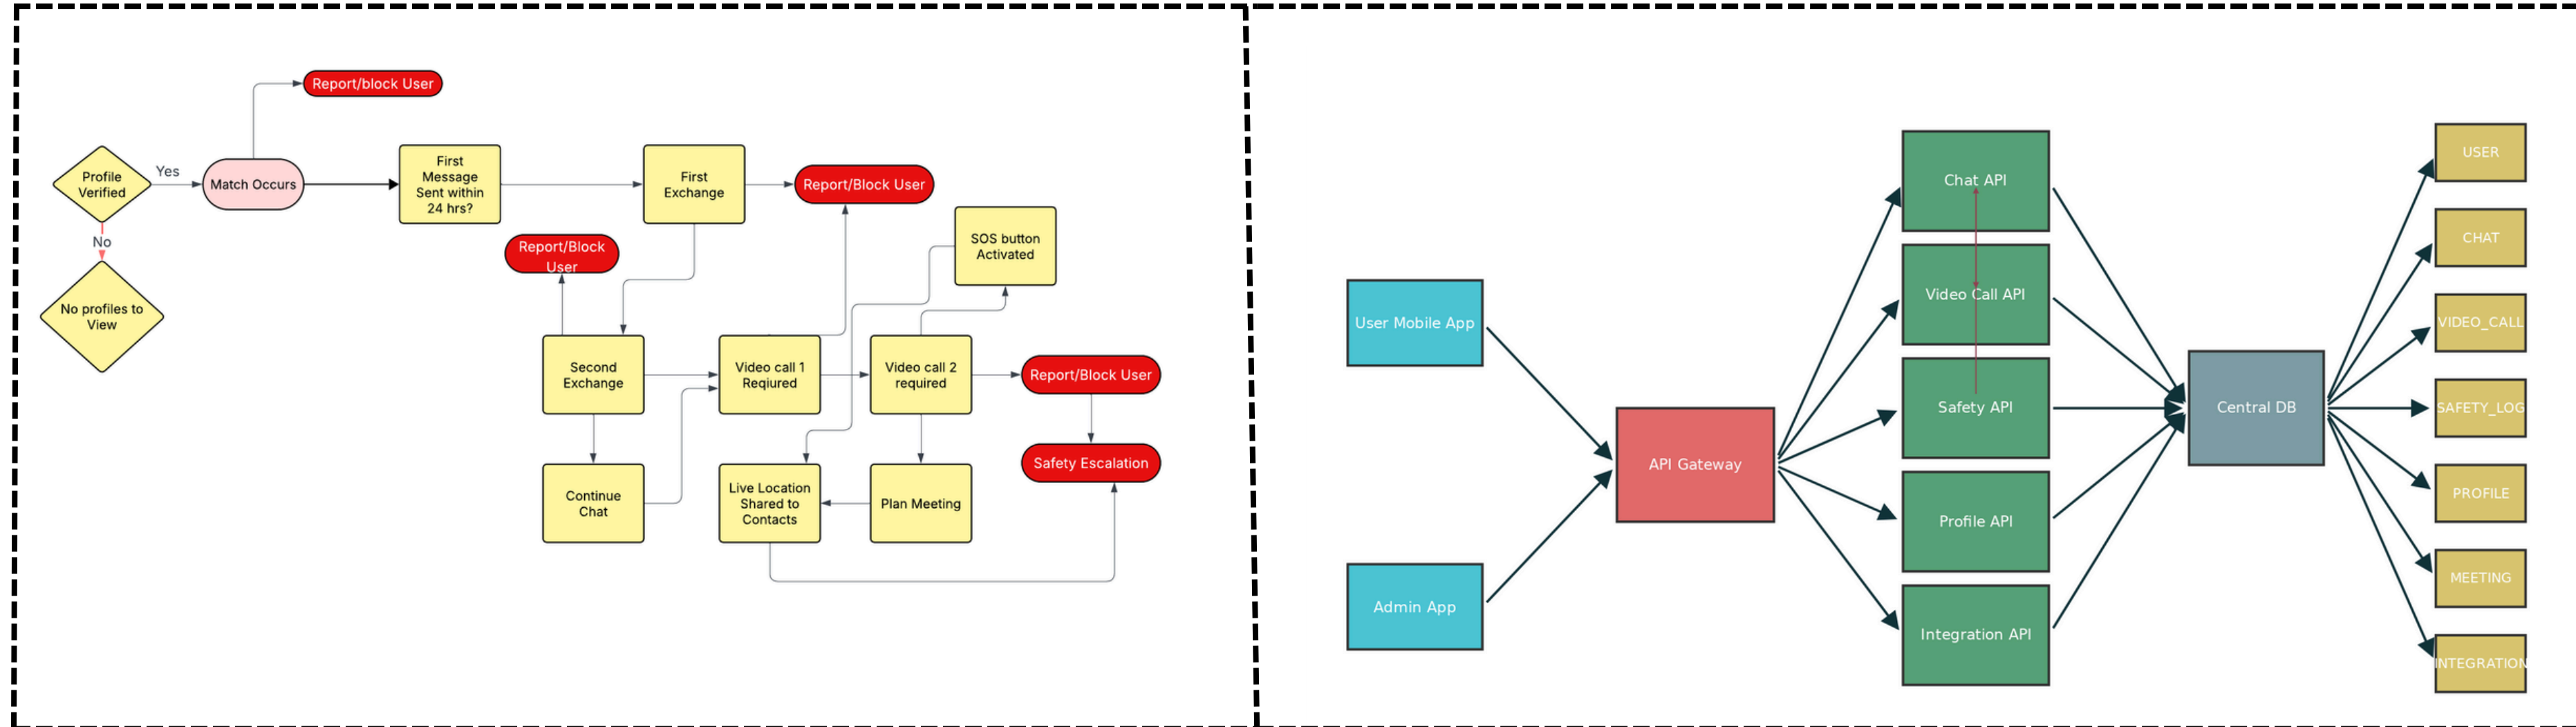 Report/block User
Profile
Verified
Yes
No
No profiles to
View
Match Occurs
First
Message
Sent within
24 hrs?
First
Exchange
Report/Block User
Report/Block
User
SOS button
Activated
Second
Exchange
Video call 1
Reqiured
Video call 2
required
Report/Block User
Safety Escalation
Continue
Chat
Live Location
Shared to
Contacts
Plan Meeting
User Mobile App
Admin App
API Gateway
Chat API
Video Call API
Safety API
Profile API
Integration API
Central DB
USER
CHAT
VIDEO_CALL
SAFETY_LOG
PROFILE
MEETING
INTEGRATION